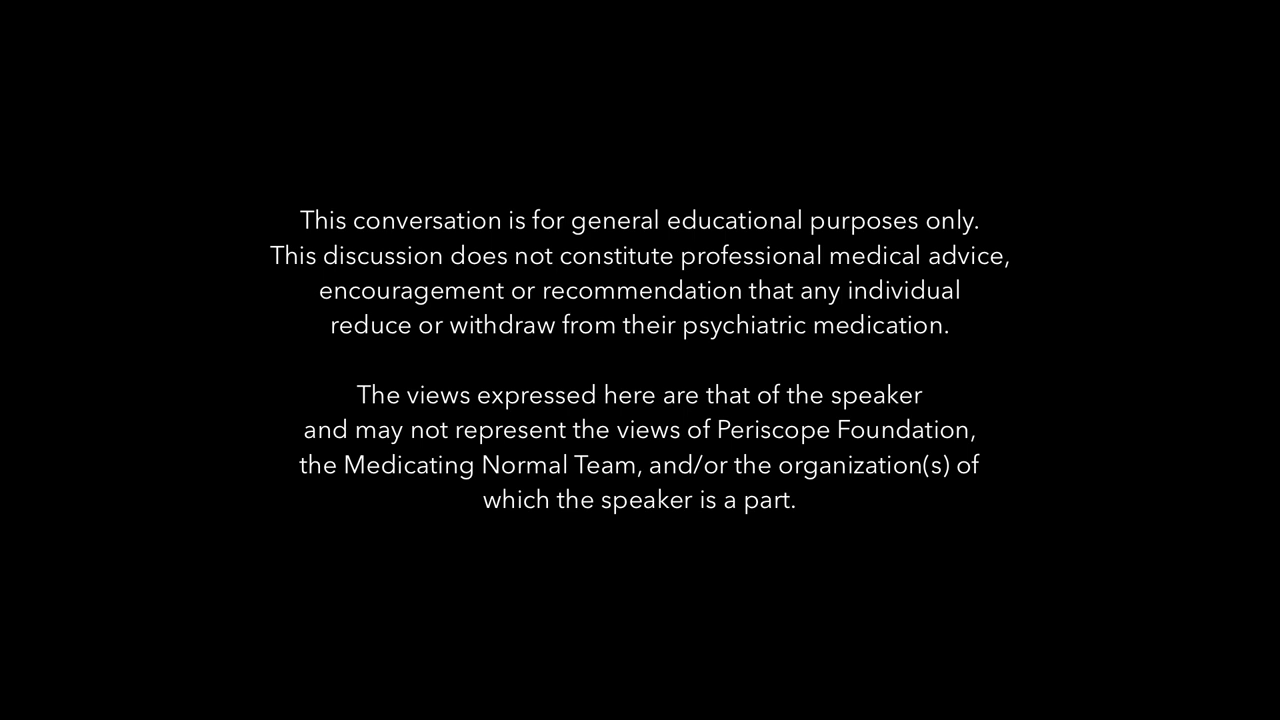 This conversation is for general educational purposes only.
This discussion does not constitute professional medical advice,
encouragement or recommendation that any individual
reduce or withdraw from their psychiatric medication.
The views expressed here are that of the speaker
and may not represent the views of Periscope Foundation,
the Medicating Normal Team, and/or the organization(s) of
which the speaker is a part.